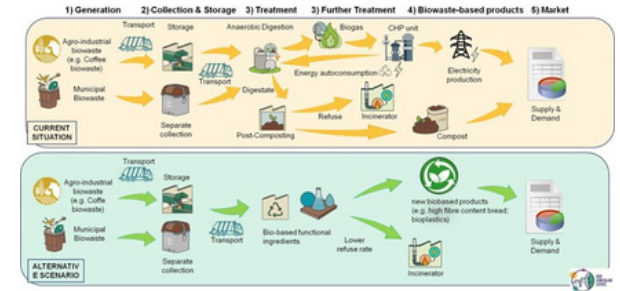 1) Generation
2) Collection & Storage
3) Treatment
3) Further Treatment
4) Biowaste-based products
5) Market
Transport
Storage
Anaerobic Digestion
Biogas
CHP unit
Agro-industrial
biowaste
(e.g. Coffee
biowaste)
Transport
Energy autoconsumption
Electricity
production
Digestate
Municipal
Biowaste
Separate
collection
Post-Composting
Refuse
Incinerator
Compost
Supply &
Demand
CURRENT
SITUATION
Transport
Storage
Agro-industrial
biowaste
(e.g. Coffe
biowaste)
new biobased products
(e.g. high fibre content bread;
bioplastics)
Municipal
Biowaste
Transport
Bio-based functional
ingredients
Lower
refuse rate
Separate
collection
Incinerator
Supply &
Demand
ALTERNATIV
E SCENARIO